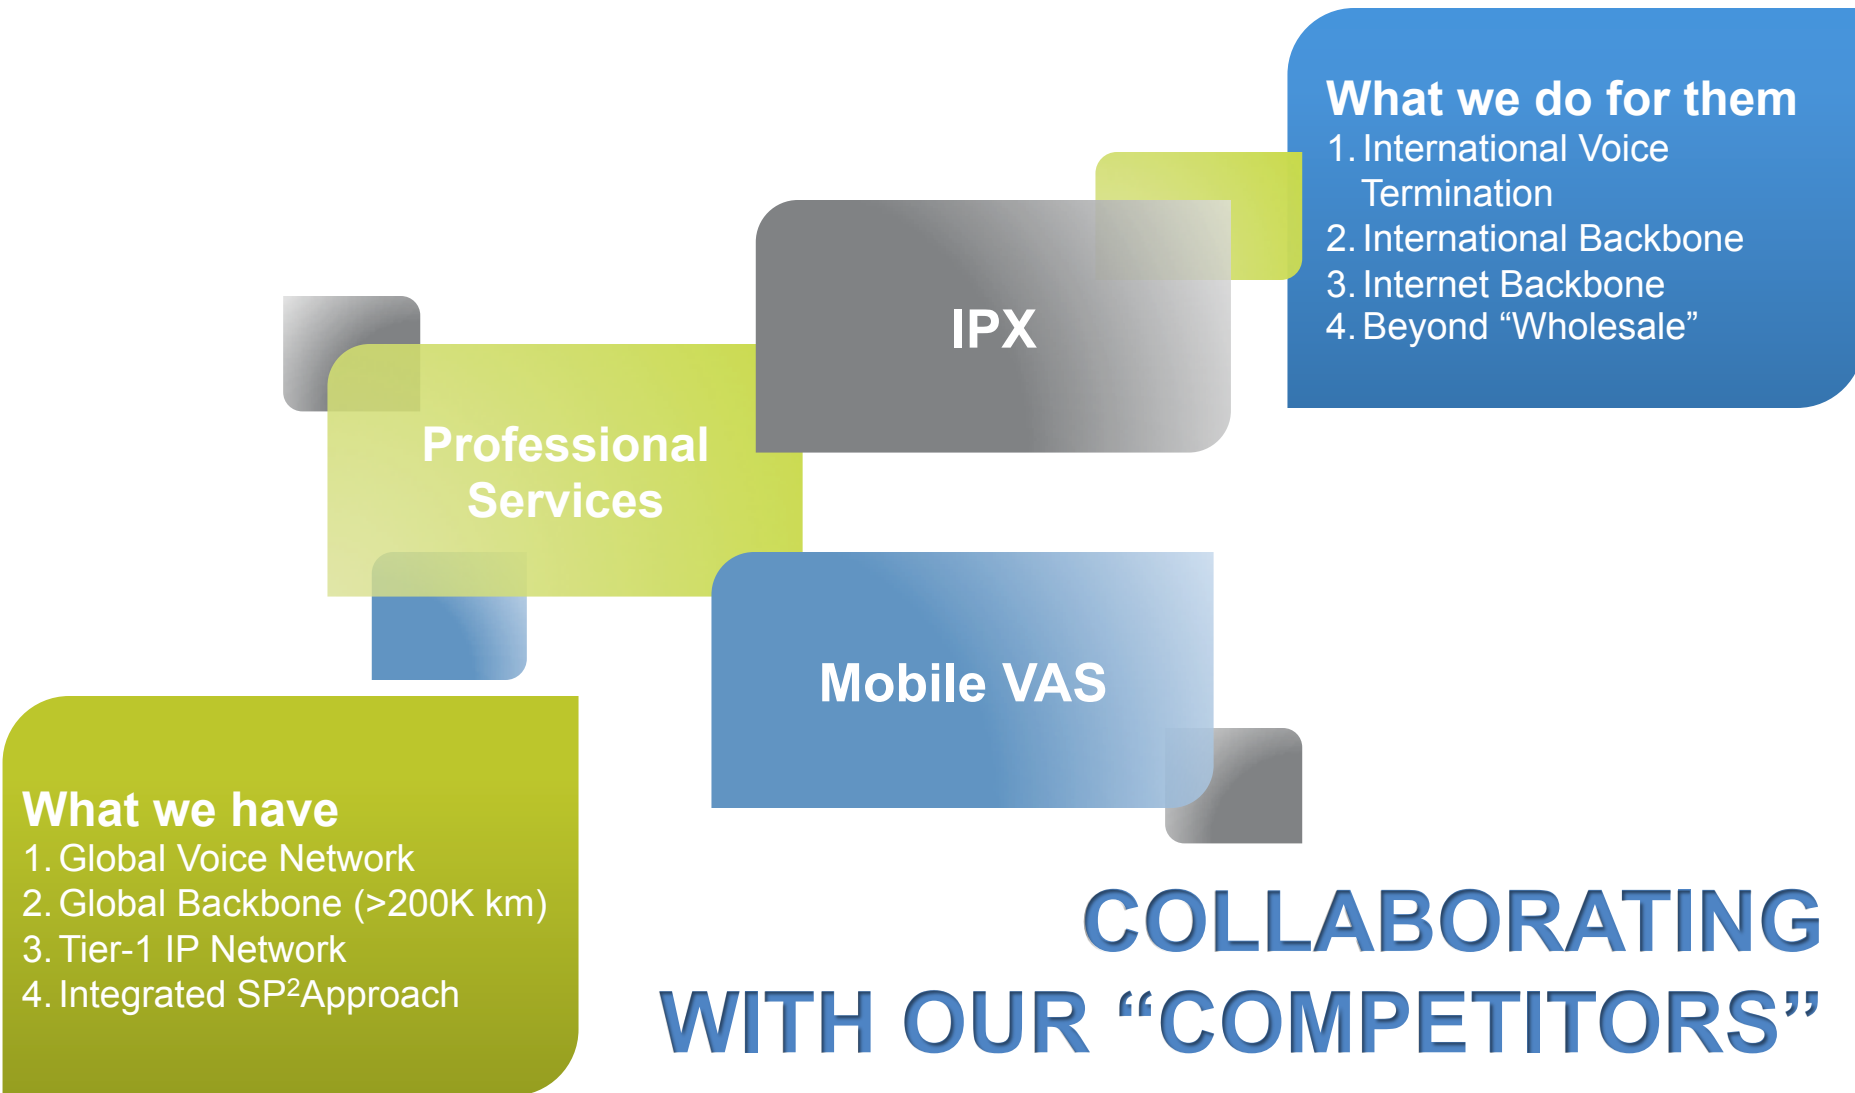 What we do for them
1. International Voice
Termination
2. International Backbone
3. Internet Backbone
4. Beyond “Wholesale”
IPX
Professional
Services
Mobile VAS
What we have
1. Global Voice Network
2. Global Backbone (>200K km)
3. Tier-1 IP Network
4. Integrated SP²Approach
COLLABORATING
WITH OUR “COMPETITORS”